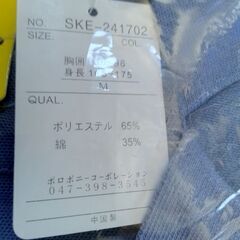 NO. SKE-241702
SIZE. COL.
胸囲
身長 175
M
QUAL.
ポリエステル 65%
綿 35%
ポロポニーコーポレーション
047-398-3545
中国製